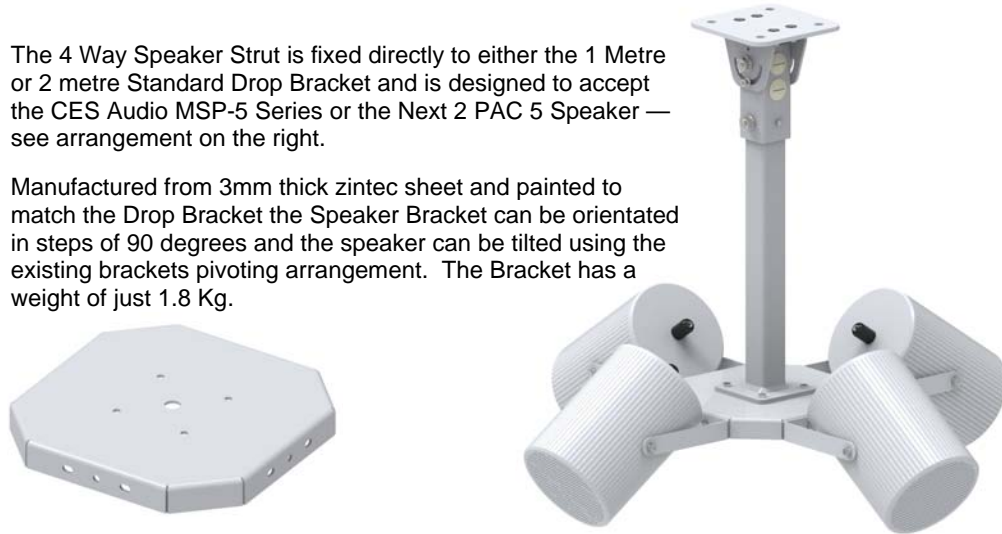 The 4 Way Speaker Strut is fixed directly to either the 1 Metre
or 2 metre Standard Drop Bracket and is designed to accept
the CES Audio MSP-5 Series or the Next 2 PAC 5 Speaker —
see arrangement on the right.
Manufactured from 3mm thick zintec sheet and painted to
match the Drop Bracket the Speaker Bracket can be orientated
in steps of 90 degrees and the speaker can be tilted using the
existing brackets pivoting arrangement.  The Bracket has a
weight of just 1.8 Kg.